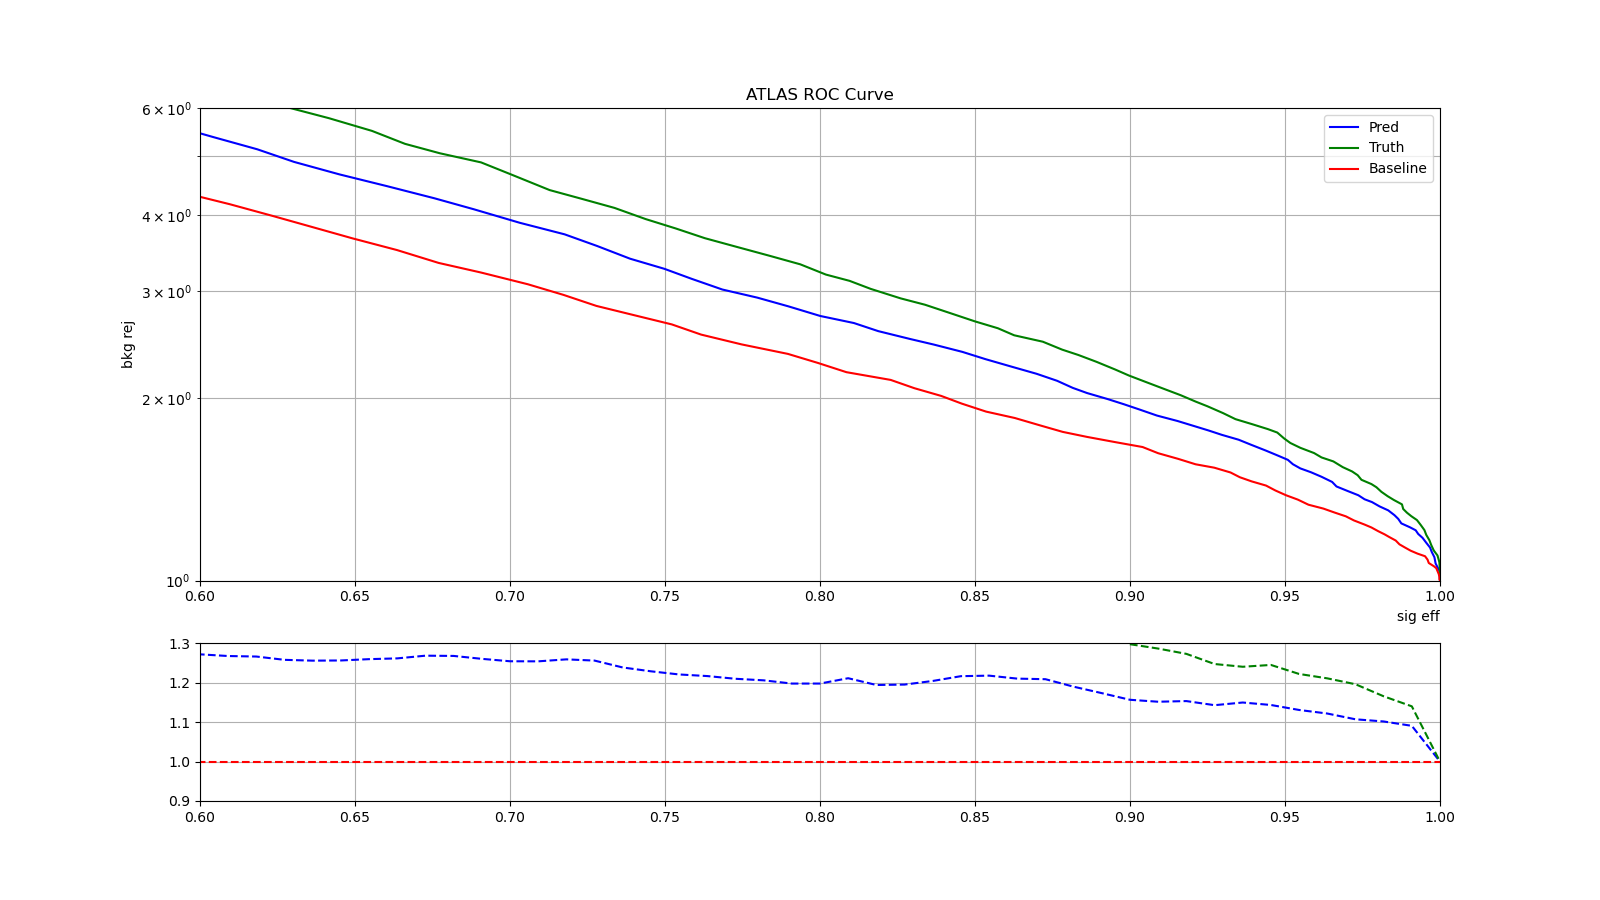 ATLAS ROC Curve
6 × 10⁰
4 × 10⁰
3 × 10⁰
2 × 10⁰
10⁰
bkg rej
Pred
Truth
Baseline
0.60 0.65 0.70 0.75 0.80 0.85 0.90 0.95 1.00
sig eff
1.3
1.2
1.1
1.0
0.9
0.60 0.65 0.70 0.75 0.80 0.85 0.90 0.95 1.00